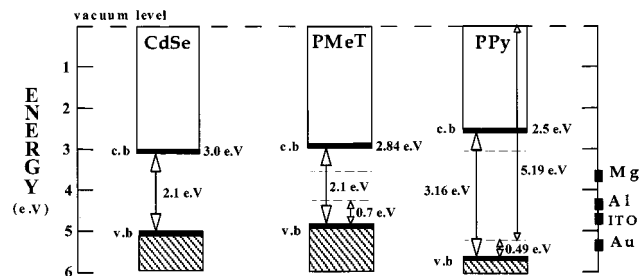 vacuum level
CdSe
PMeT
PPy
ENERGY
(e.V)
1
2
3
4
5
6
c.b
3.0 e.V
2.1 e.V
v.b
c.b
2.84 e.V
2.1 e.V
0.7 e.V
v.b
c.b
2.5 e.V
3.16 e.V
5.19 e.V
0.49 e.V
v.b
Mg
Al
ITO
Au